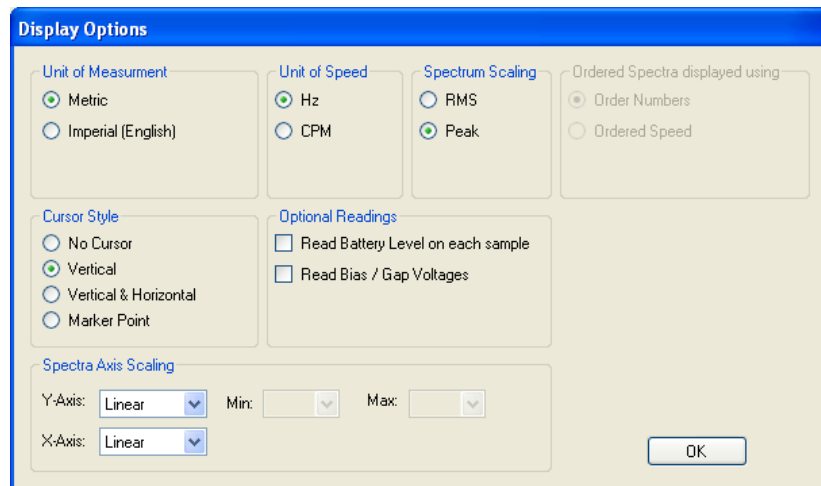 Display Options
Unit of Measurment
Metric
Imperial (English)
Unit of Speed
Hz
CPM
Spectrum Scaling
RMS
Peak
Ordered Spectra displayed using
Order Numbers
Ordered Speed
Cursor Style
No Cursor
Vertical
Vertical & Horizontal
Marker Point
Optional Readings
Read Battery Level on each sample
Read Bias / Gap Voltages
Spectra Axis Scaling
Y-Axis: Linear Min: Max:
X-Axis: Linear
OK